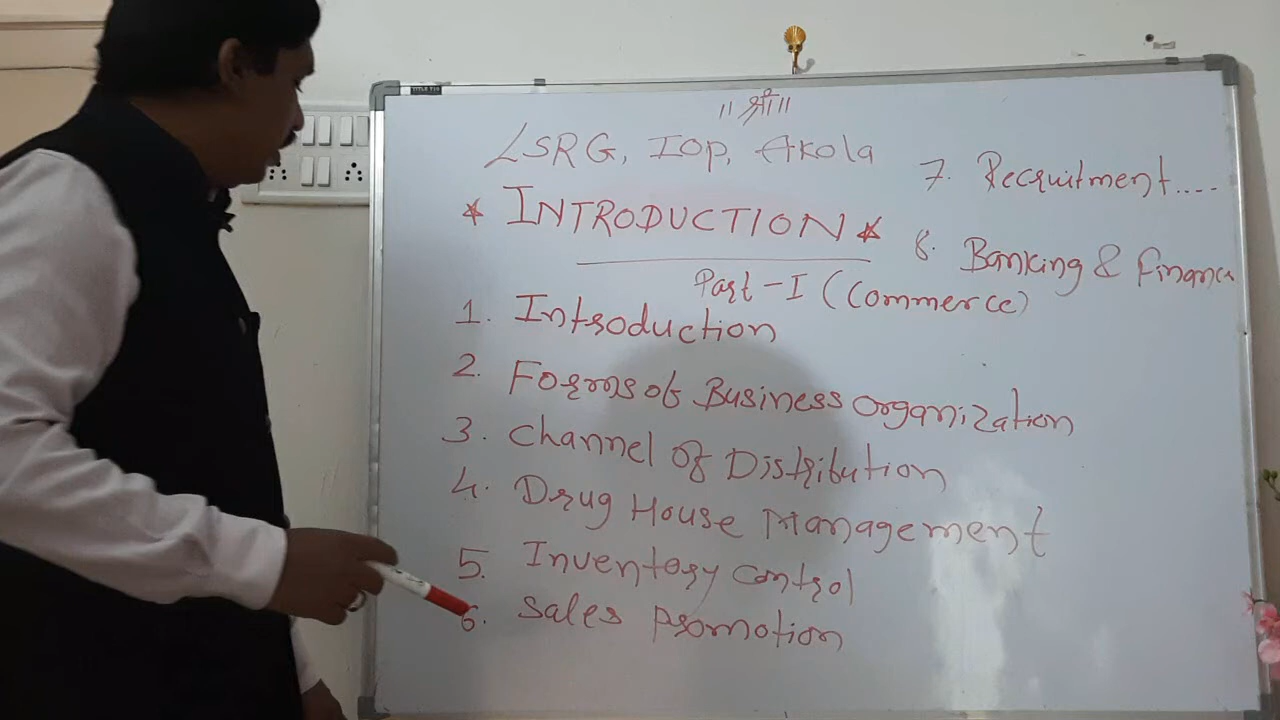 ॥ श्री ॥
LSRG, IOP, Akola
* INTRODUCTION *
Part - I (Commerce)
1. Introduction
2. Forms of Business Organization
3. Channel of Distribution
4. Drug House Management
5. Inventory Control
6. Sales Promotion
7. Recruitment....
8. Banking & Finance